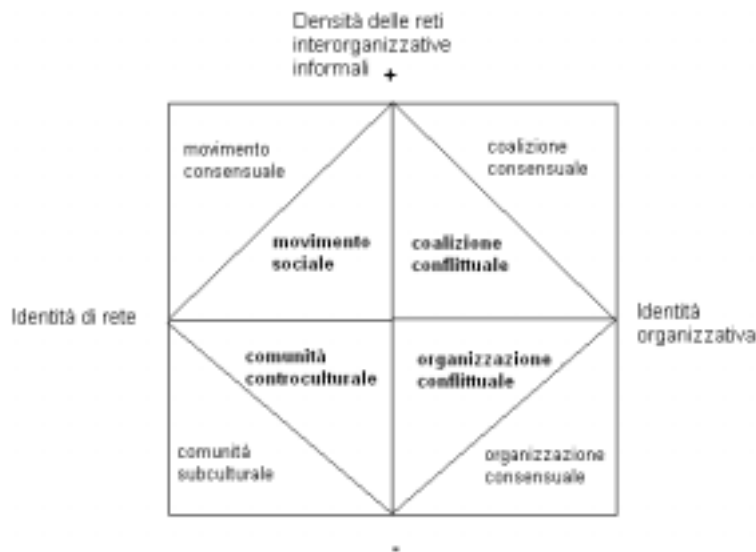 Densità delle reti
interorganizzative
informali
+
movimento
consensuale
coalizione
consensuale
movimento
sociale
coalizione
conflittuale
Identità di rete
Identità
organizzativa
comunità
controculturale
organizzazione
conflittuale
comunità
subculturale
organizzazione
consensuale
-